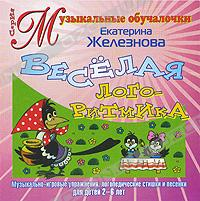 Серия
Музыкальные обучалочки
Екатерина
Железнова
Весёлая
лого-
ритмика
Музыкально-игровые упражнения, логопедические стишки и песенки
для детей 2-6 лет